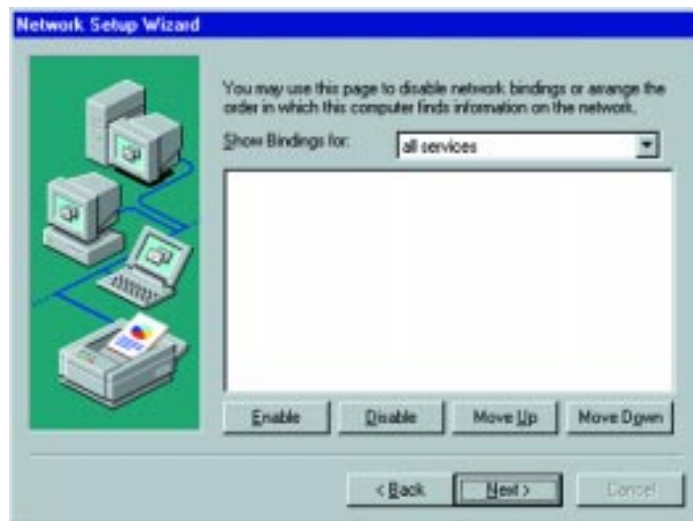 Network Setup Wizard
You may use this page to disable network bindings or arrange the
order in which this computer finds information on the network.
Show Bindings for:
all services
Enable
Disable
Move Up
Move Down
< Back
Next >
Cancel